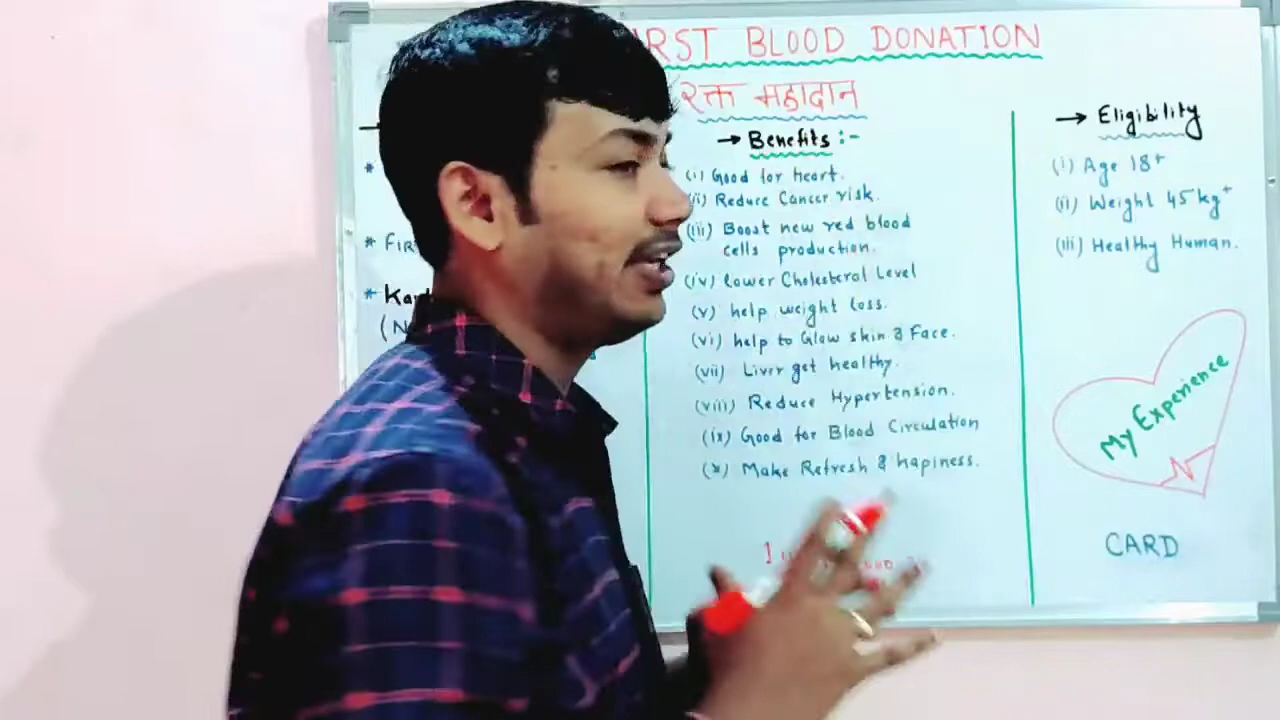 RST BLOOD DONATION
रक्त महादान
*
* FIR
* Kar
(N
→ Benefits :-
(i) Good for heart.
(ii) Reduce Cancer risk.
(iii) Boost new red blood
cells production.
(iv) lower Cholesterol Level
(v) help weight loss.
(vi) help to Glow skin & Face.
(vii) Liver get healthy.
(viii) Reduce Hypertension.
(ix) Good for Blood Circulation
(x) Make Refresh & hapiness.
→ Eligibility
(i) Age 18+
(ii) Weight 45 kg+
(iii) Healthy Human.
My Experience
CARD